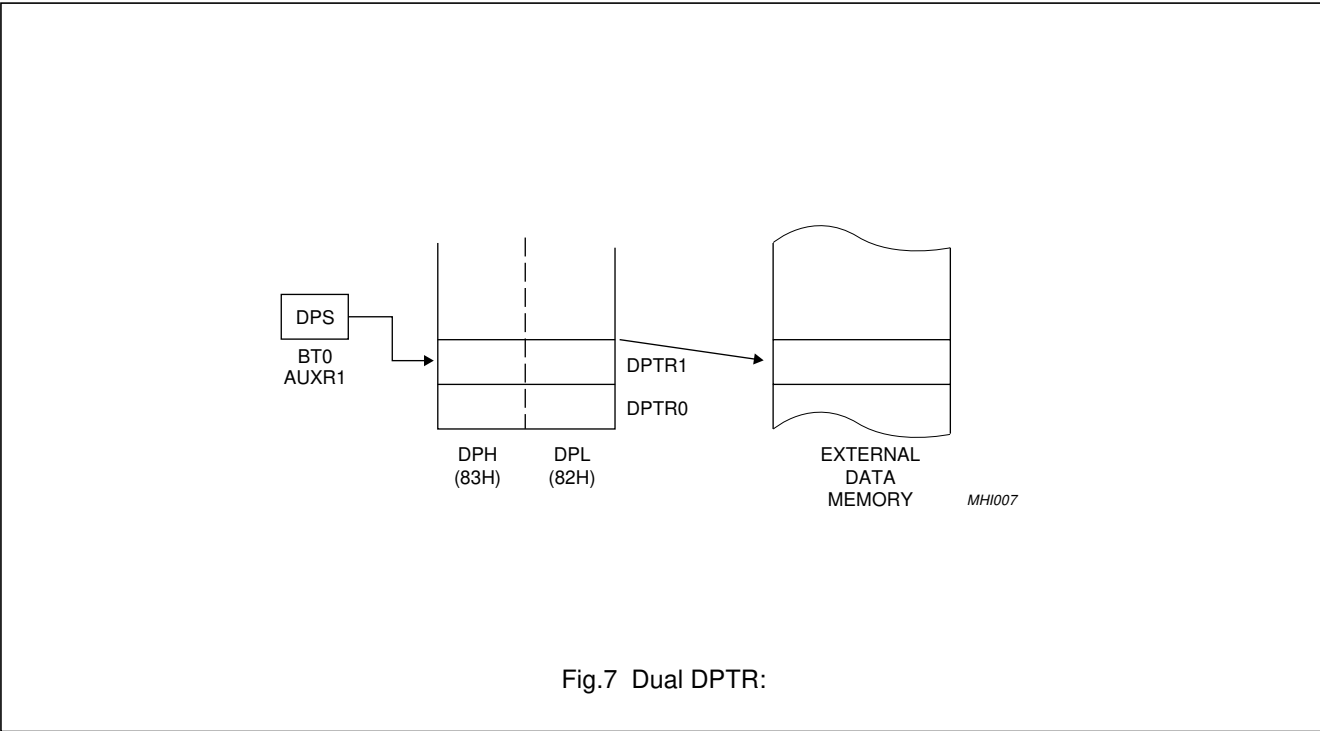 DPS
BT0
AUXR1
DPTR1
DPTR0
DPH
(83H)
DPL
(82H)
EXTERNAL
DATA
MEMORY
MHI007
Fig.7 Dual DPTR: